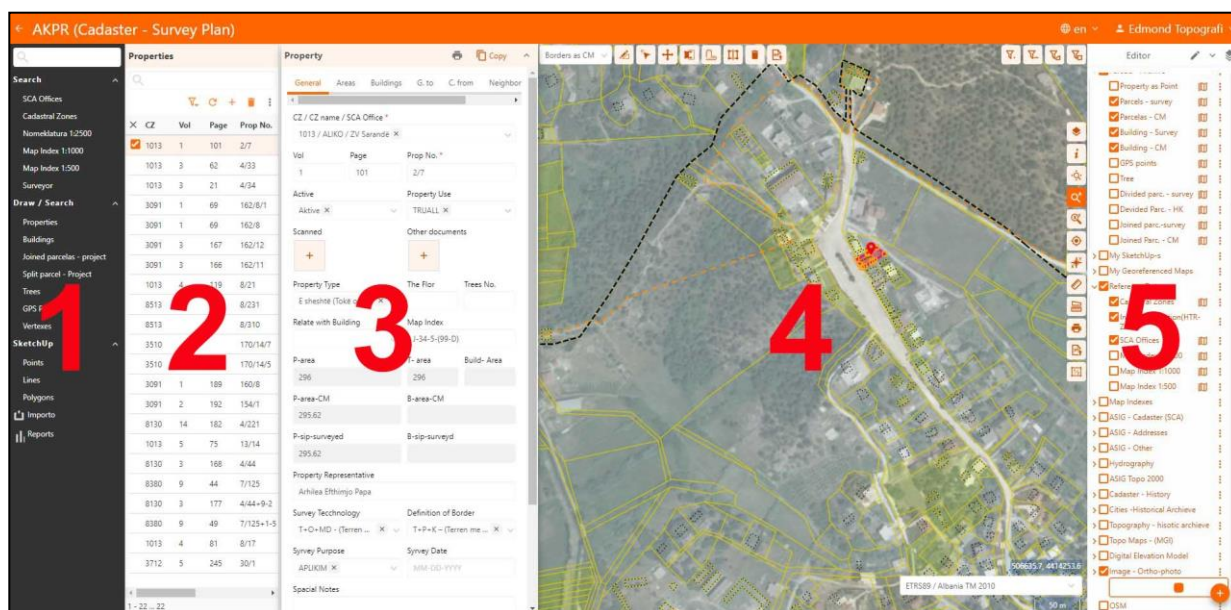 AKPR (Cadaster - Survey Plan)
en
Edmond Topografi
Search
SCA Offices
Cadastral Zones
Nomeklatura 1:2500
Map Index 1:1000
Map Index 1:500
Surveyor
Draw / Search
Properties
Buildings
Joined parcelas - project
Split parcel - Project
Trees
GPS
Vertexes
SketchUp
Points
Lines
Polygons
Importo
Reports
1
Properties
CZ Vol Page Prop No.
1013 1 101 2/7
1013 3 62 4/33
1013 3 21 4/34
3091 1 69 162/8/1
3091 1 69 162/8
3091 3 167 162/12
3091 3 166 162/11
1013 4 119 8/21
8513 8/231
8513 8/310
3510 170/14/7
3510 170/14/5
3091 1 189 160/8
3091 2 192 154/1
8130 14 182 4/221
1013 5 75 13/14
8130 3 168 4/44
8380 9 44 7/125
8130 3 177 4/44+9-2
8380 9 49 7/125+1-5
1013 4 81 8/17
3712 5 245 30/1
1 - 22 ... 22
2
Property
Copy
General Areas Buildings G. to C. from Neighbor
CZ / CZ name / SCA Office *
1013 / ALIKO / ZV Sarandë
Vol Page Prop No. *
1 101 2/7
Active Property Use
Aktive TRUALL
Scanned Other documents
+ +
Property Type The Flor Trees No.
E sheshtë (Tokë
Relate with Building Map Index
J-34-5-(99-D)
P-area T- area Build- Area
296 296
P-area-CM B-area-CM
295.62
P-sip-surveyed B-sip-surveyd
295.62
Property Representative
Arhilea Efthimjo Papa
Survey Tecchnology Definition of Border
T+O+MD - (Terren ... T+P+K – (Terren me ...
Syrvey Purpose Syrvey Date
APLIKIM MM-DD-YYYY
Spacial Notes
3
Borders as CM
4
506635.7, 4414253.6
ETRS89 / Albania TM 2010
50 m
Editor
Property as Point
Parcels - survey
Parcelas - CM
Building - Survey
Building - CM
GPS points
Tree
Divided parc. - survey
Devided Parc. - HK
Joined parc.-survey
Joined Parc. - CM
My SketchUp-s
My Georeferenced Maps
Zones
(HTR-
SCA Offices
Map Index 1:1000
Map Index 1:500
Map Indexes
ASIG - Cadaster (SCA)
ASIG - Addresses
ASIG - Other
Hydrography
ASIG Topo 2000
Cadaster - History
Cities -Historical Archieve
Topography - hisotic archieve
Topo Maps - (MGI)
Digital Elevation Model
Image - Ortho-photo
OSM
5